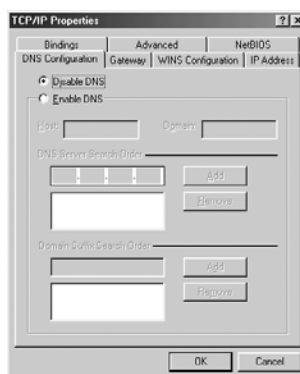 TCP/IP Properties
Bindings Advanced NetBIOS
DNS Configuration Gateway WINS Configuration IP Address
Disable DNS
Enable DNS
Host: Domain:
DNS Server Search Order
Add
Remove
Domain Suffix Search Order
Add
Remove
OK Cancel